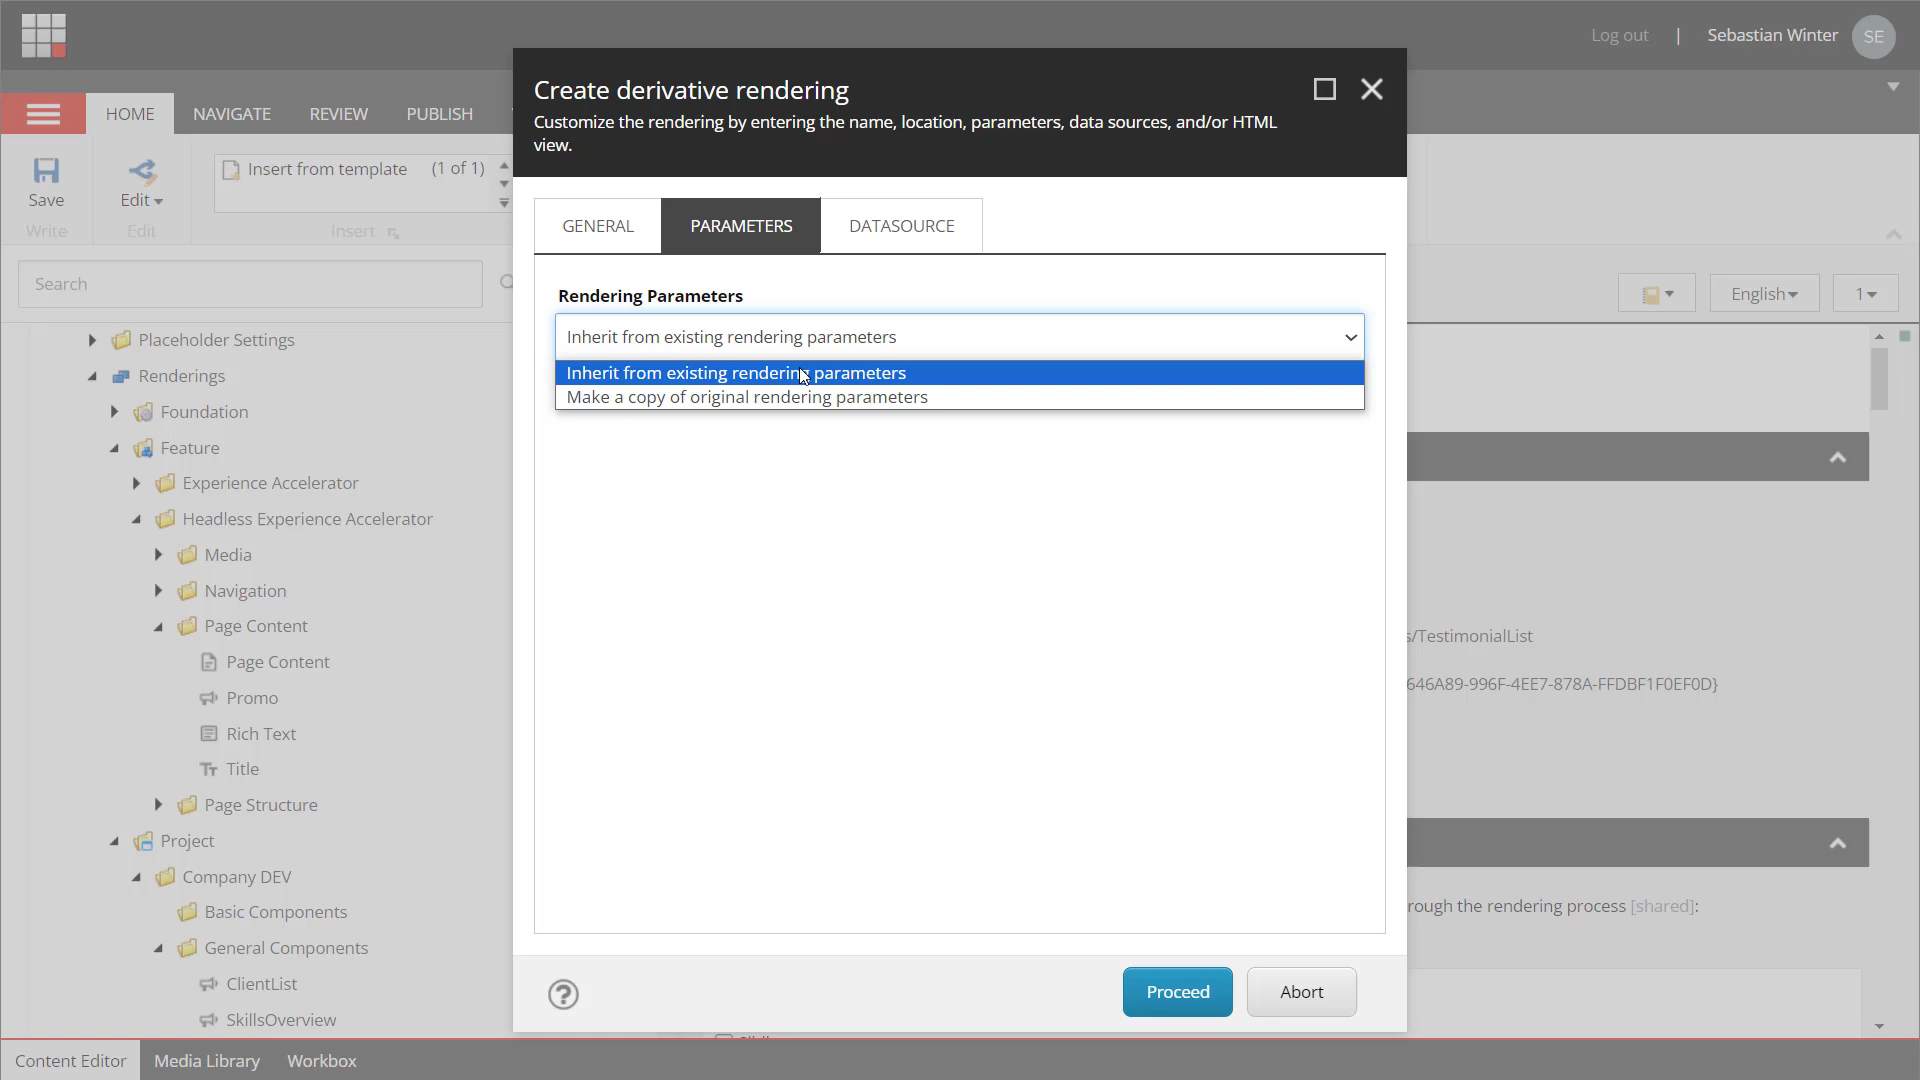 Log out
|
Sebastian Winter
SE
Create derivative rendering
Customize the rendering by entering the name, location, parameters, data sources, and/or HTML
view.
HOME
NAVIGATE
REVIEW
PUBLISH
Save
Write
Edit
Edit
Insert from template (1 of 1)
Insert
Search
GENERAL
PARAMETERS
DATASOURCE
Rendering Parameters
Inherit from existing rendering parameters
Inherit from existing rendering parameters
Make a copy of original rendering parameters
English
1
Placeholder Settings
Renderings
Foundation
Feature
Experience Accelerator
Headless Experience Accelerator
Media
Navigation
Page Content
Page Content
Promo
Rich Text
Title
Page Structure
Project
Company DEV
Basic Components
General Components
ClientList
SkillsOverview
s/TestimonialList
646A89-996F-4EE7-878A-FFDBF1F0EF0D}
rough the rendering process [shared]:
?
Proceed
Abort
Content Editor
Media Library
Workbox